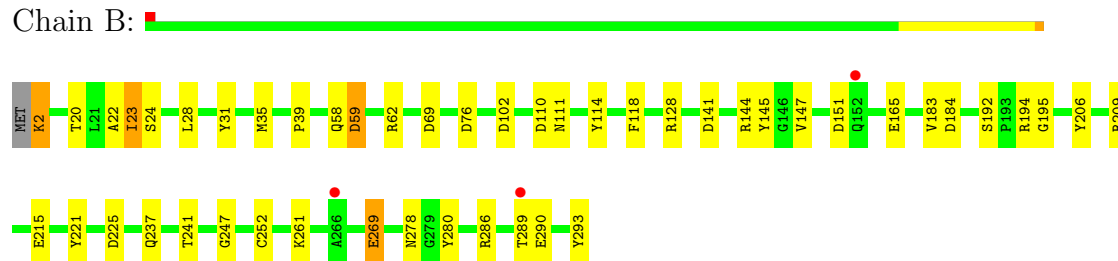 Chain B:
MET K2 T20 L21 A22 I23 S24 L28 Y31 M35 P39 Q58 D59 R62 D69 D76 D102 D110 N111 Y114 F118 R128 D141 R144 Y145 G146 V147 D151 Q152 E165 V183 D184 S192 P193 R194 G195 Y206
E215 Y221 D225 Q237 T241 G247 C252 K261 A266 E269 N278 G279 Y280 R286 T289 E290 Y293